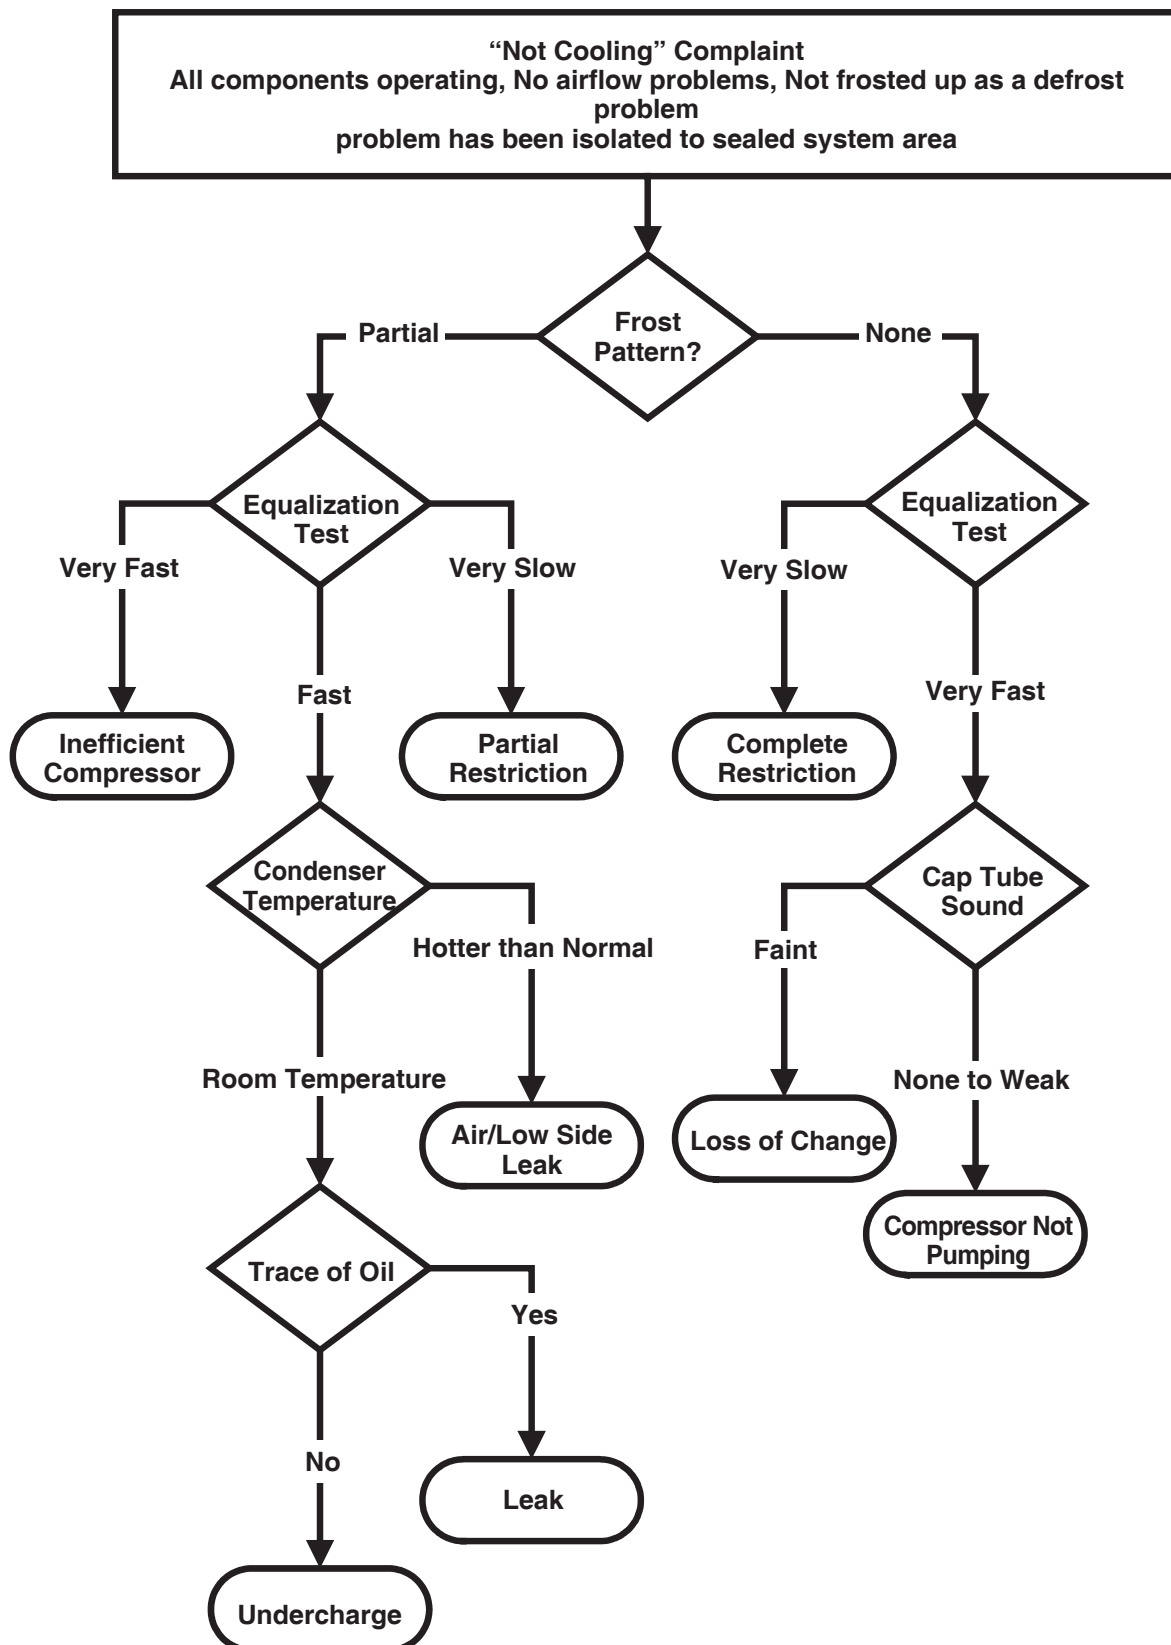 “Not Cooling” Complaint
All components operating, No airflow problems, Not frosted up as a defrost
problem
problem has been isolated to sealed system area
Frost
Pattern?
Partial
None
Equalization
Test
Equalization
Test
Very Fast
Very Slow
Very Slow
Fast
Very Fast
Inefficient
Compressor
Partial
Restriction
Complete
Restriction
Condenser
Temperature
Cap Tube
Sound
Hotter than Normal
Faint
Room Temperature
None to Weak
Air/Low Side
Leak
Loss of Change
Compressor Not
Pumping
Trace of Oil
Yes
No
Leak
Undercharge